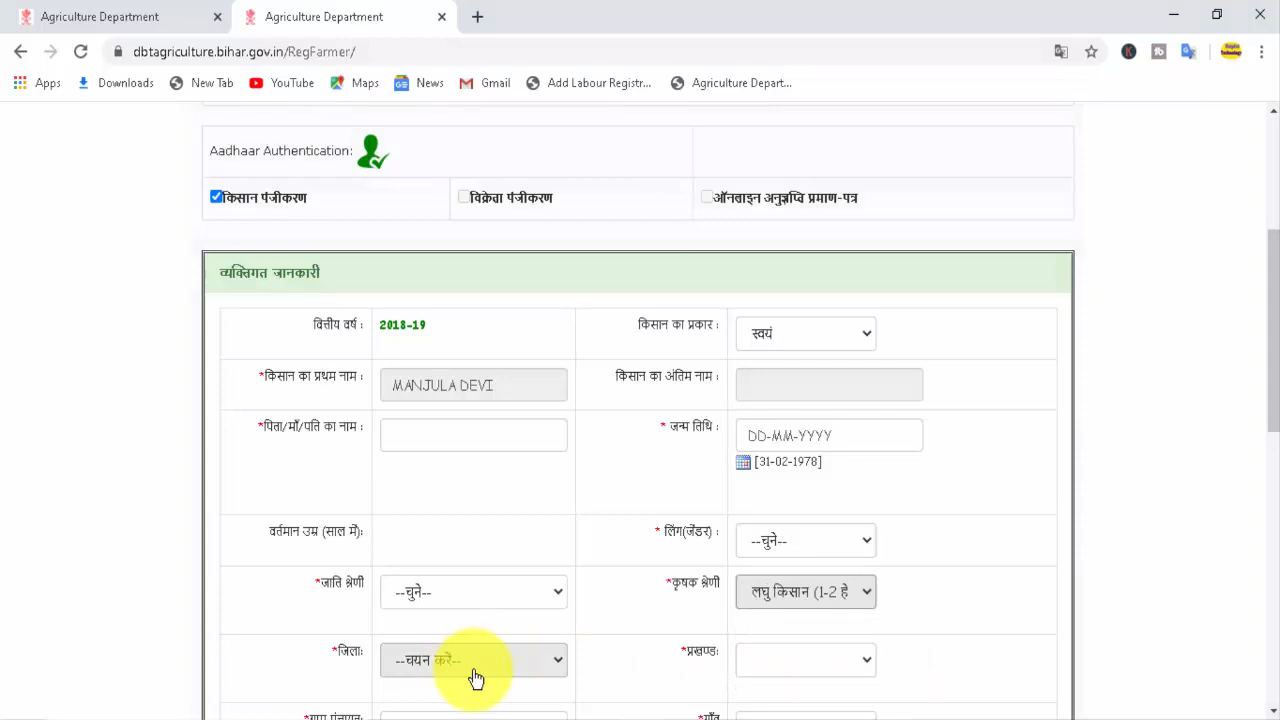 Agriculture Department
Agriculture Department
dbtagriculture.bihar.gov.in/RegFarmer/
Apps Downloads New Tab YouTube Maps News Gmail Add Labour Registr... Agriculture Depart...
Aadhaar Authentication:
किसान पंजीकरण विक्रेता पंजीकरण ऑनलाइन अनुज्ञप्ति प्रमाण-पत्र
व्यक्तिगत जानकारी
वित्तीय वर्ष : 2018-19 किसान का प्रकार : स्वयं
*किसान का प्रथम नाम : MANJULA DEVI किसान का अंतिम नाम :
*पिता/माँ/पति का नाम : * जन्म तिथि : DD-MM-YYYY
[31-02-1978]
वर्तमान उम्र (साल में): * लिंग(जेंडर) : --चुने--
*जाति श्रेणी --चुने-- *कृषक श्रेणी लघु किसान (1-2 हे
*जिला: --चयन करें-- *प्रखण्ड:
*ग्राम पंचायत: *गाँव